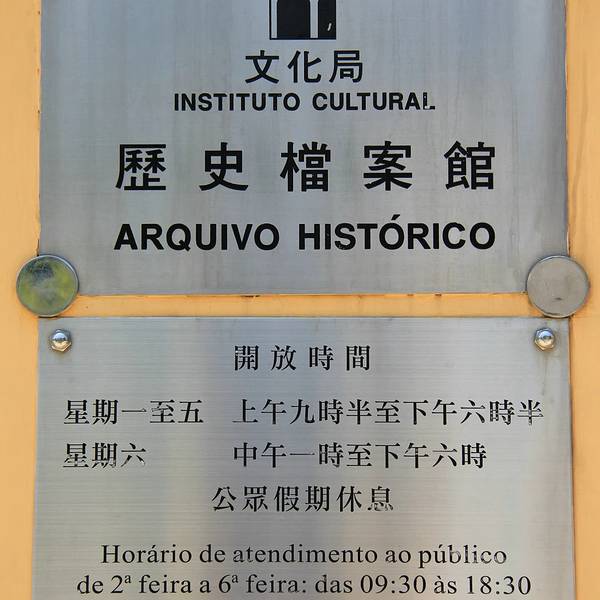 文化局
INSTITUTO CULTURAL
歷史檔案館
ARQUIVO HISTÓRICO
開放時間
星期一至五 上午九時半至下午六時半
星期六 中午一時至下午六時
公眾假期休息
Horário de atendimento ao público
de 2ª feira a 6ª feira: das 09:30 às 18:30